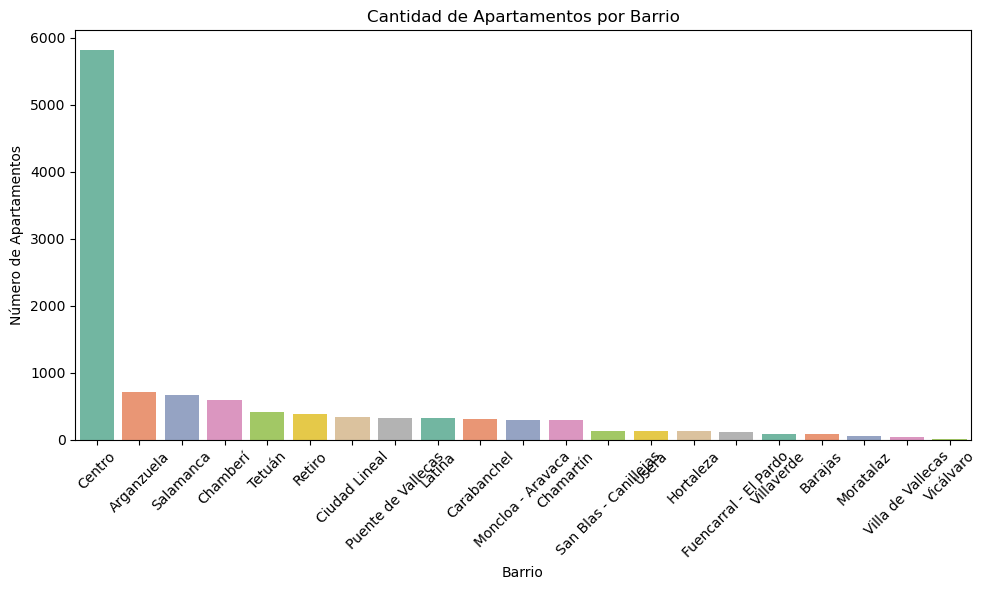 Cantidad de Apartamentos por Barrio
Número de Apartamentos
6000
5000
4000
3000
2000
1000
0
Centro
Arganzuela
Salamanca
Chamberí
Tetuán
Retiro
Ciudad Lineal
Puente de Vallecas
Latina
Carabanchel
Moncloa - Aravaca
Chamartín
San Blas - Canillejas
Usera
Hortaleza
Fuencarral - El Pardo
Villaverde
Barajas
Moratalaz
Villa de Vallecas
Vicálvaro
Barrio